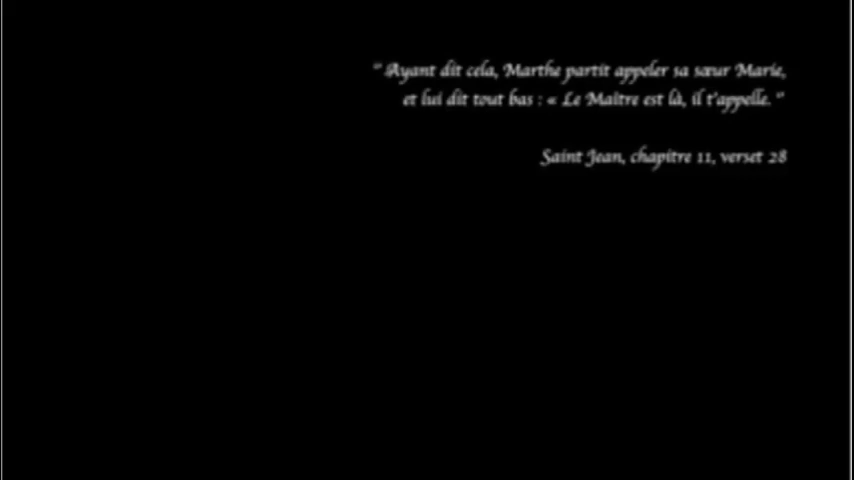 " Ayant dit cela, Marthe partit appeler sa sœur Marie,
et lui dit tout bas : « Le Maître est là, il t'appelle. "
Saint Jean, chapitre 11, verset 28